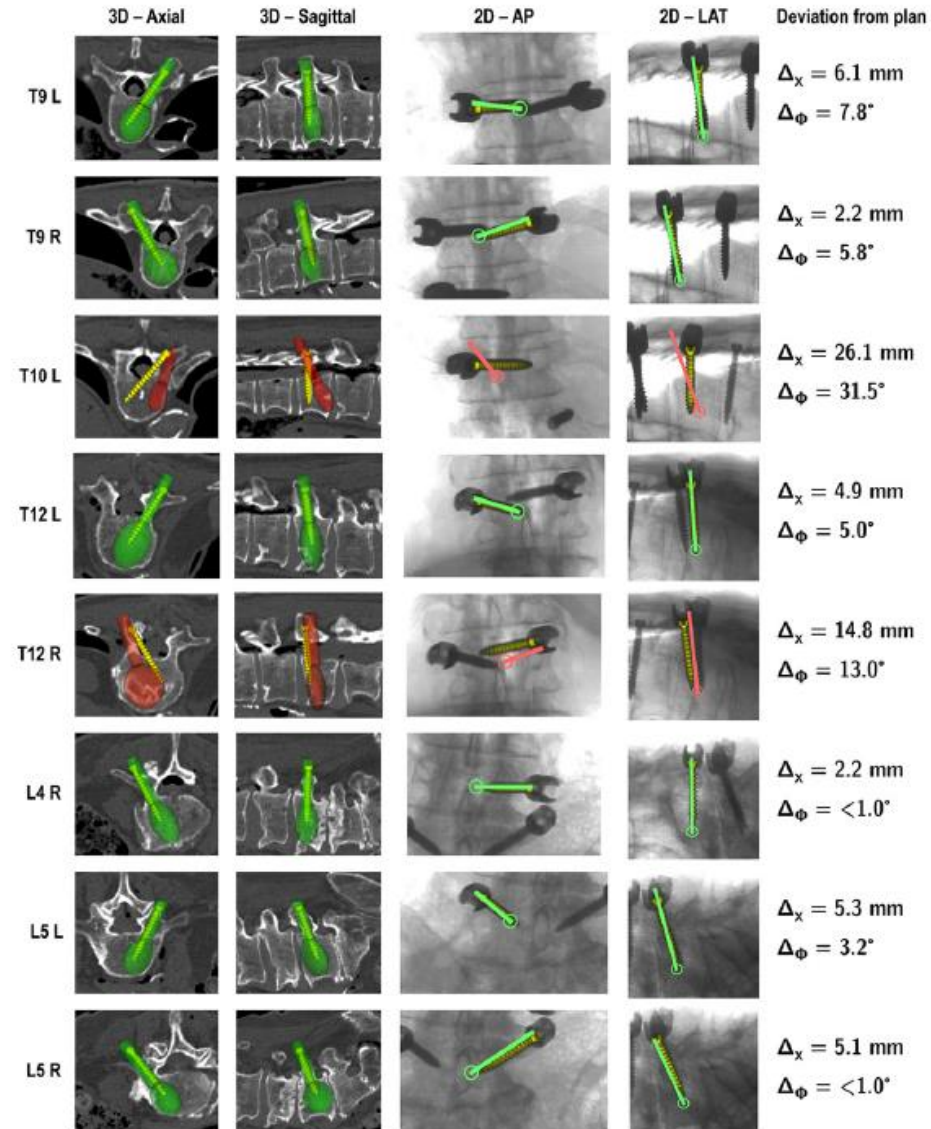 3D – Axial 3D – Sagittal 2D – AP 2D – LAT Deviation from plan
T9 L
Δx = 6.1 mm
ΔΦ = 7.8°
T9 R
Δx = 2.2 mm
ΔΦ = 5.8°
T10 L
Δx = 26.1 mm
ΔΦ = 31.5°
T12 L
Δx = 4.9 mm
ΔΦ = 5.0°
T12 R
Δx = 14.8 mm
ΔΦ = 13.0°
L4 R
Δx = 2.2 mm
ΔΦ = <1.0°
L5 L
Δx = 5.3 mm
ΔΦ = 3.2°
L5 R
Δx = 5.1 mm
ΔΦ = <1.0°